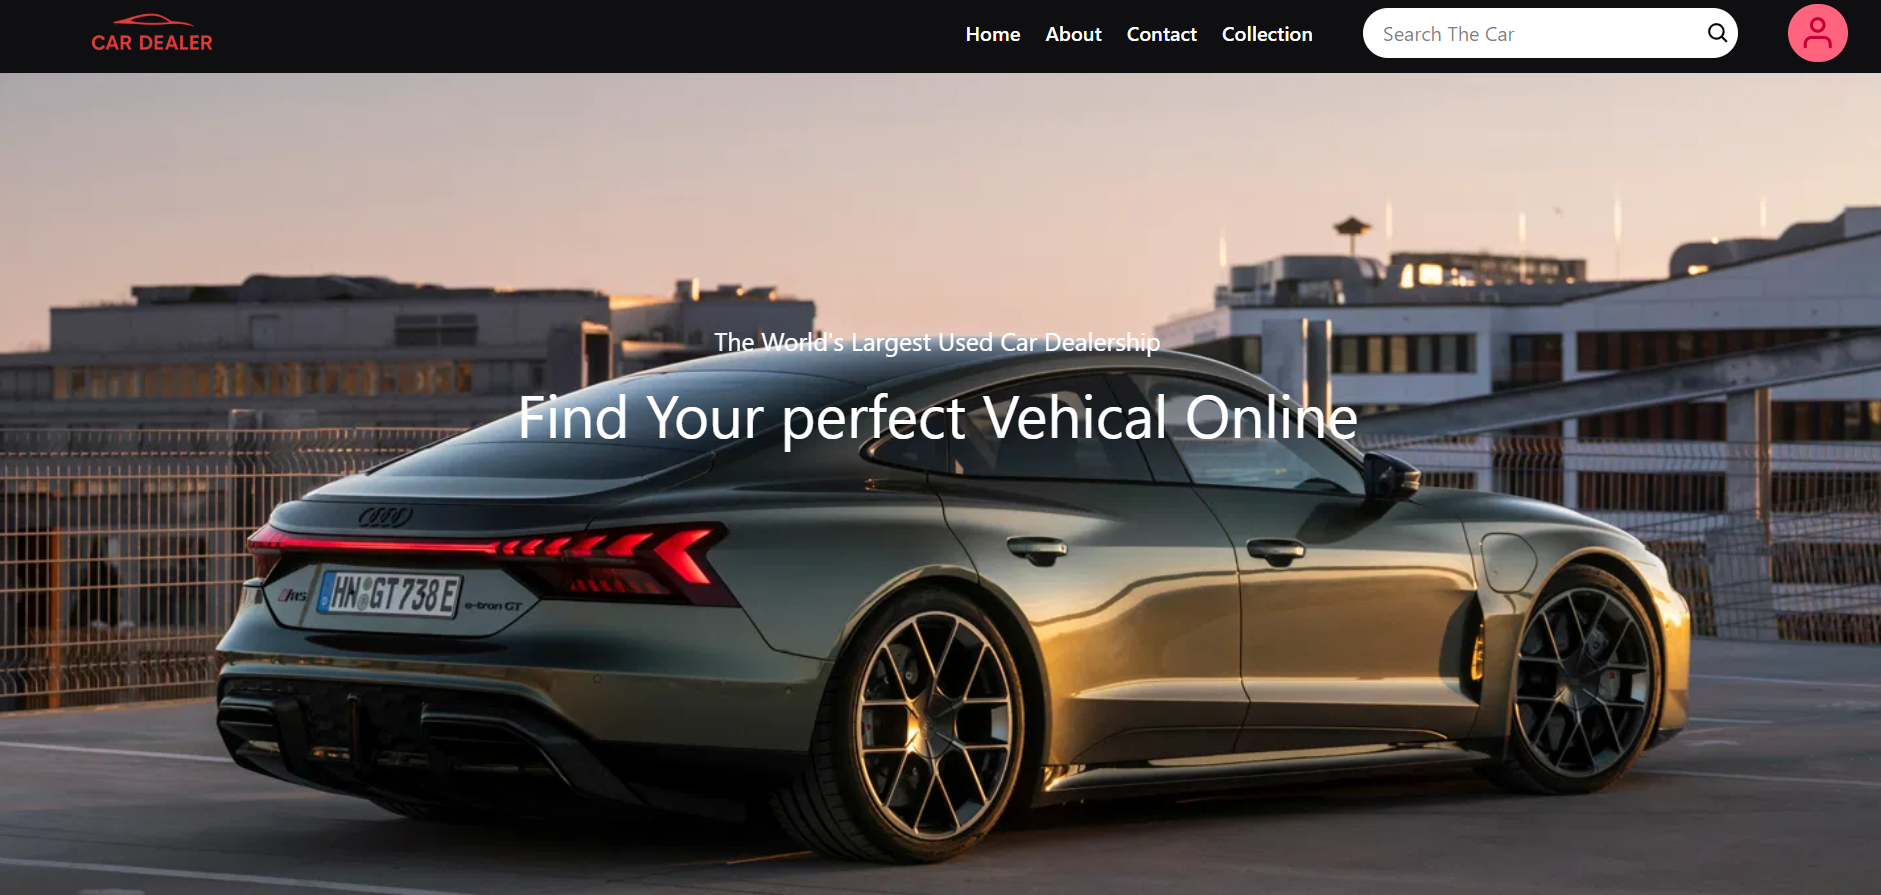 CAR DEALER
Home About Contact Collection
Search The Car
The World's Largest Used Car Dealership
Find Your perfect Vehical Online
RS
HN GT 738 E
e-tron GT